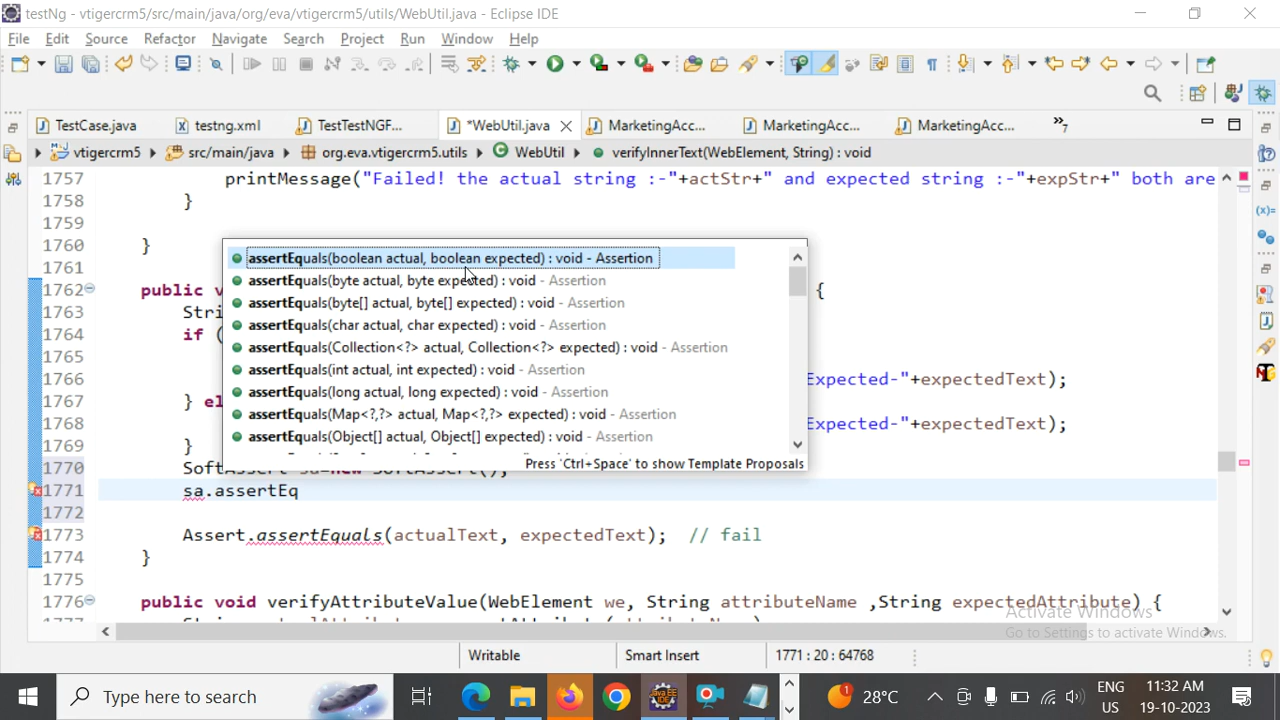 testNg - vtigercrm5/src/main/java/org/eva/vtigercrm5/utils/WebUtil.java - Eclipse IDE
File Edit Source Refactor Navigate Search Project Run Window Help
TestCase.java testng.xml TestTestNGF... *WebUtil.java MarketingAcc... MarketingAcc... MarketingAcc... »7
vtigercrm5 src/main/java org.eva.vtigercrm5.utils WebUtil verifyInnerText(WebElement, String) : void
1757 printMessage("Failed! the actual string :-"+actStr+" and expected string :-"+expStr+" both are
1758 }
1759
1760 }
1761
1762 public v {
1763 Stri
1764 if (
1765
1766 Expected-"+expectedText);
1767 } el
1768 Expected-"+expectedText);
1769 }
1770 SoftAssert sa=new SoftAssert();
1771 sa.assertEq
1772
1773 Assert.assertEquals(actualText, expectedText); // fail
1774 }
1775
1776 public void verifyAttributeValue(WebElement we, String attributeName ,String expectedAttribute) {
assertEquals(boolean actual, boolean expected) : void - Assertion
assertEquals(byte actual, byte expected) : void - Assertion
assertEquals(byte[] actual, byte[] expected) : void - Assertion
assertEquals(char actual, char expected) : void - Assertion
assertEquals(Collection<?> actual, Collection<?> expected) : void - Assertion
assertEquals(int actual, int expected) : void - Assertion
assertEquals(long actual, long expected) : void - Assertion
assertEquals(Map<?,?> actual, Map<?,?> expected) : void - Assertion
assertEquals(Object[] actual, Object[] expected) : void - Assertion
Press 'Ctrl+Space' to show Template Proposals
Activate Windows
Go to Settings to activate Windows.
Writable Smart Insert 1771 : 20 : 64768
Type here to search
1 28°C ENG US 11:32 AM 19-10-2023